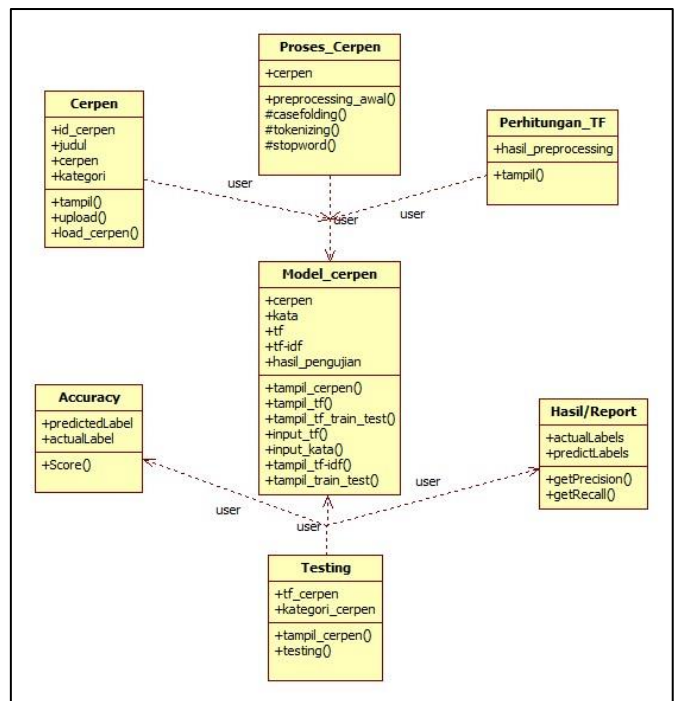 Proses_Cerpen
+cerpen
+preprocessing_awal()
#casefolding()
#tokenizing()
#stopword()
Cerpen
+id_cerpen
+judul
+cerpen
+kategori
+tampil()
+upload()
+load_cerpen()
Perhitungan_TF
+hasil_preprocessing
+tampil()
user
user
user
Model_cerpen
+cerpen
+kata
+tf
+tf-idf
+hasil_pengujian
+tampil_cerpen()
+tampil_tf()
+tampil_tf_train_test()
+input_tf()
+input_kata()
+tampil_tf-idf()
+tampil_train_test()
Accuracy
+predictedLabel
+actualLabel
+Score()
Hasil/Report
+actualLabels
+predictLabels
+getPrecision()
+getRecall()
user
user
user
Testing
+tf_cerpen
+kategori_cerpen
+tampil_cerpen()
+testing()